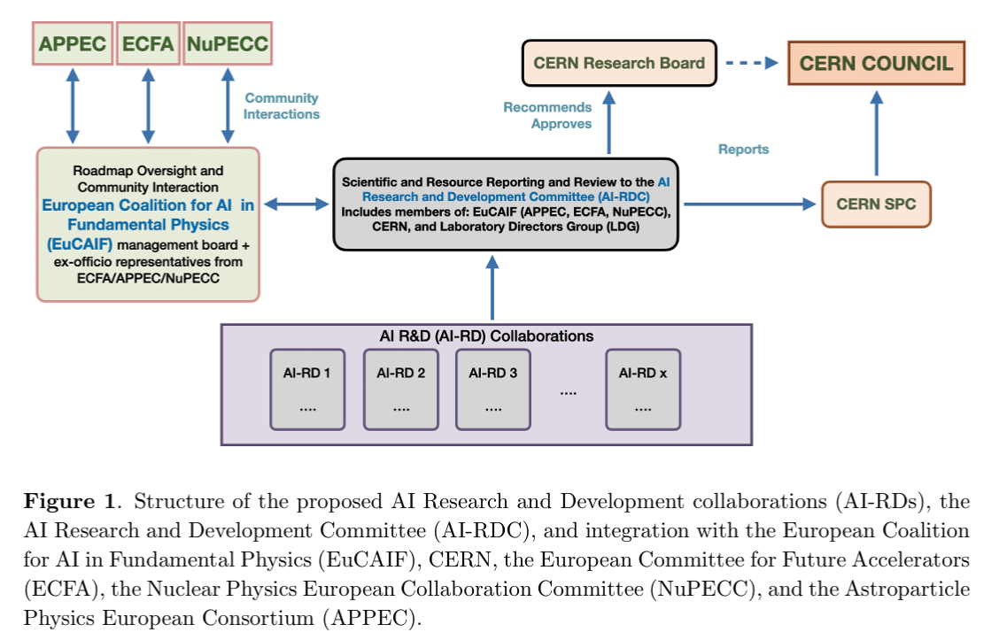 APPEC
ECFA
NuPECC
Community
Interactions
CERN Research Board
CERN COUNCIL
Recommends
Approves
Reports
Roadmap Oversight and
Community Interaction
European Coalition for AI in
Fundamental Physics
(EuCAIF) management board +
ex-officio representatives from
ECFA/APPEC/NuPECC
Scientific and Resource Reporting and Review to the AI
Research and Development Committee (AI-RDC)
Includes members of: EuCAIF (APPEC, ECFA, NuPECC),
CERN, and Laboratory Directors Group (LDG)
CERN SPC
AI R&D (AI-RD) Collaborations
AI-RD 1
....
AI-RD 2
....
AI-RD 3
....
....
AI-RD x
....
Figure 1. Structure of the proposed AI Research and Development collaborations (AI-RDs), the
AI Research and Development Committee (AI-RDC), and integration with the European Coalition
for AI in Fundamental Physics (EuCAIF), CERN, the European Committee for Future Accelerators
(ECFA), the Nuclear Physics European Collaboration Committee (NuPECC), and the Astroparticle
Physics European Consortium (APPEC).